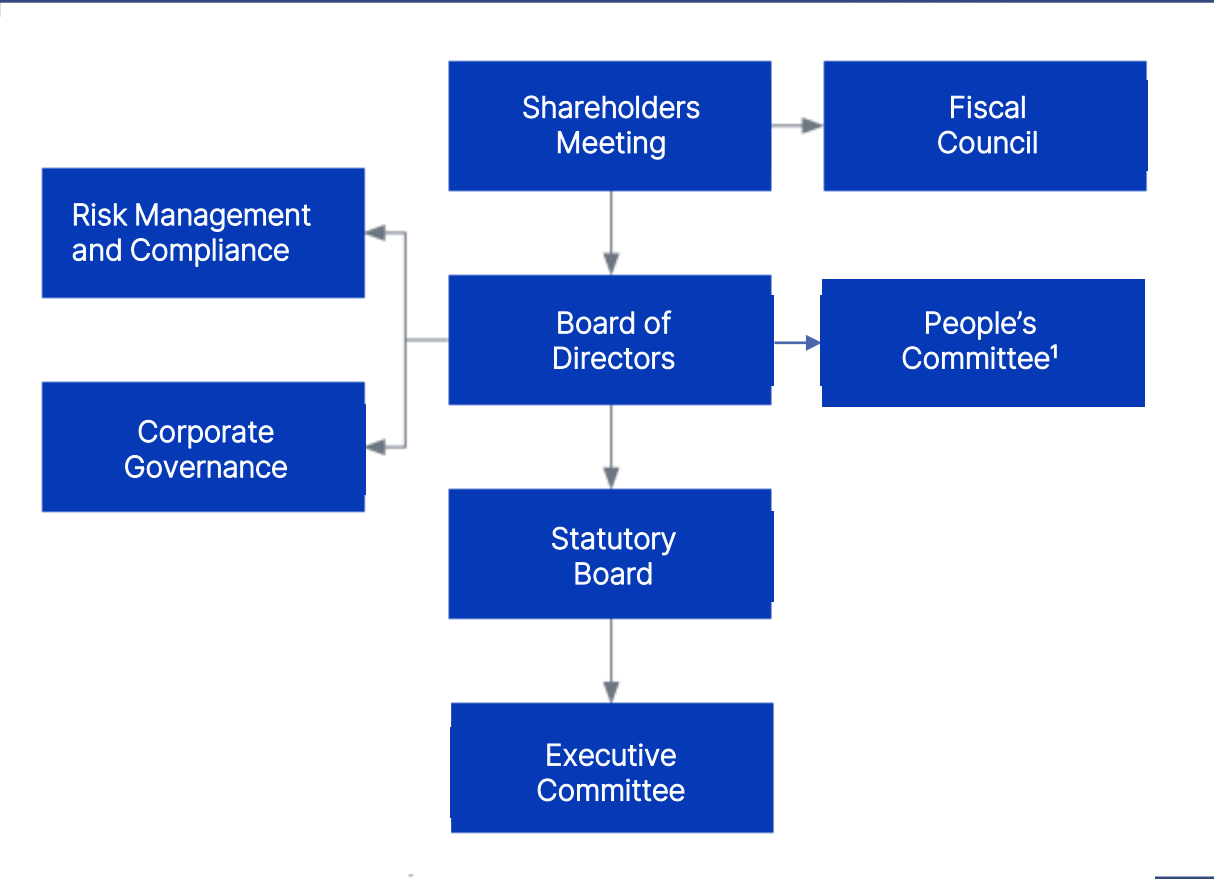 Shareholders
Meeting
Fiscal
Council
Risk Management
and Compliance
Board of
Directors
People’s
Committee¹
Corporate
Governance
Statutory
Board
Executive
Committee